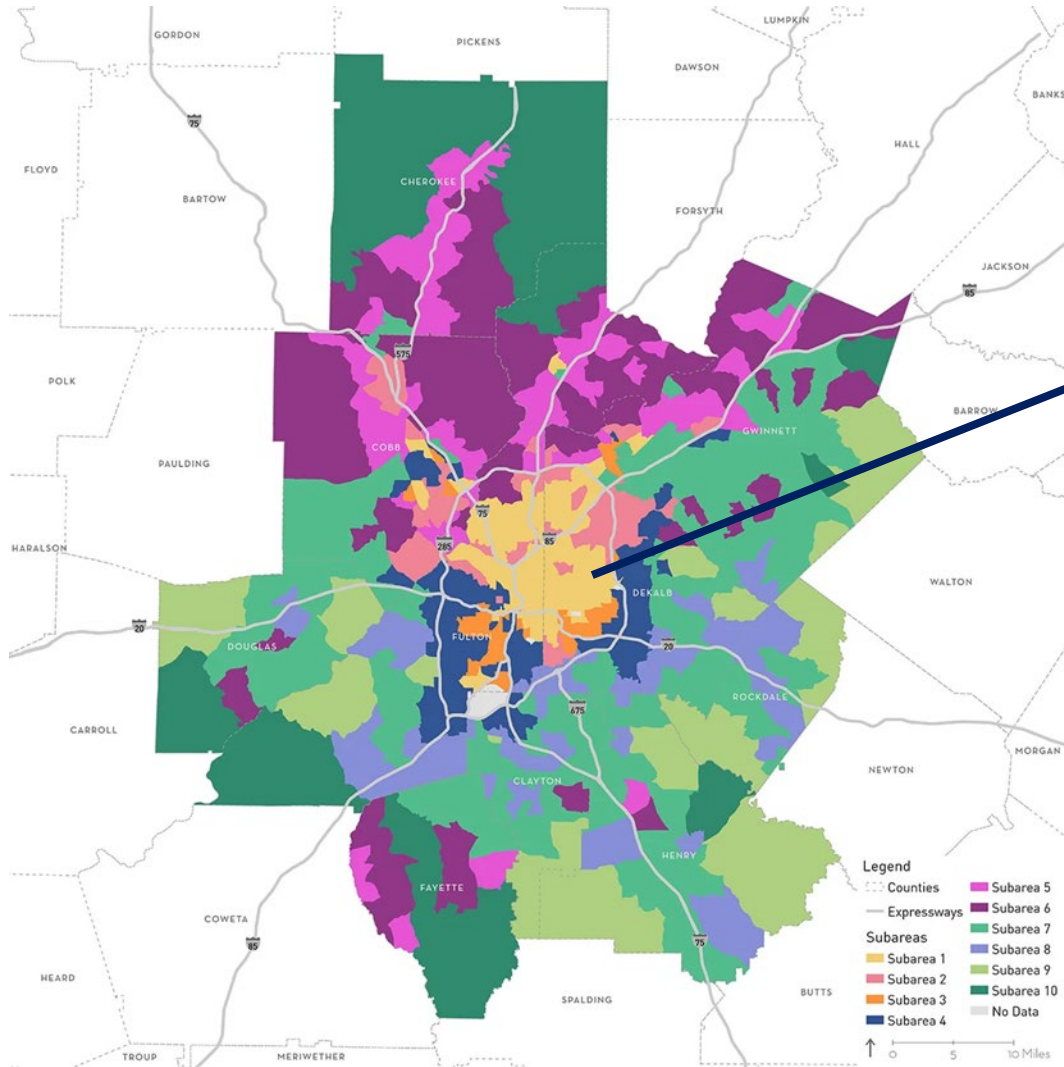 LUMPKIN
GORDON
PICKENS
DAWSON
BANKS
75
HALL
FLOYD
CHEROKEE
BARTOW
FORSYTH
JACKSON
85
575
POLK
BARROW
COBB
GWINNETT
PAULDING
75
85
285
HARALSON
WALTON
DEKALB
20
FULTON
20
DOUGLAS
ROCKDALE
675
CARROLL
MORGAN
NEWTON
CLAYTON
HENRY
FAYETTE
COWETA
85
75
HEARD
SPALDING
BUTTS
TROUP
MERIWETHER
Legend
Counties
Expressways
Subareas
Subarea 1
Subarea 2
Subarea 3
Subarea 4
Subarea 5
Subarea 6
Subarea 7
Subarea 8
Subarea 9
Subarea 10
No Data
0 5 10 Miles